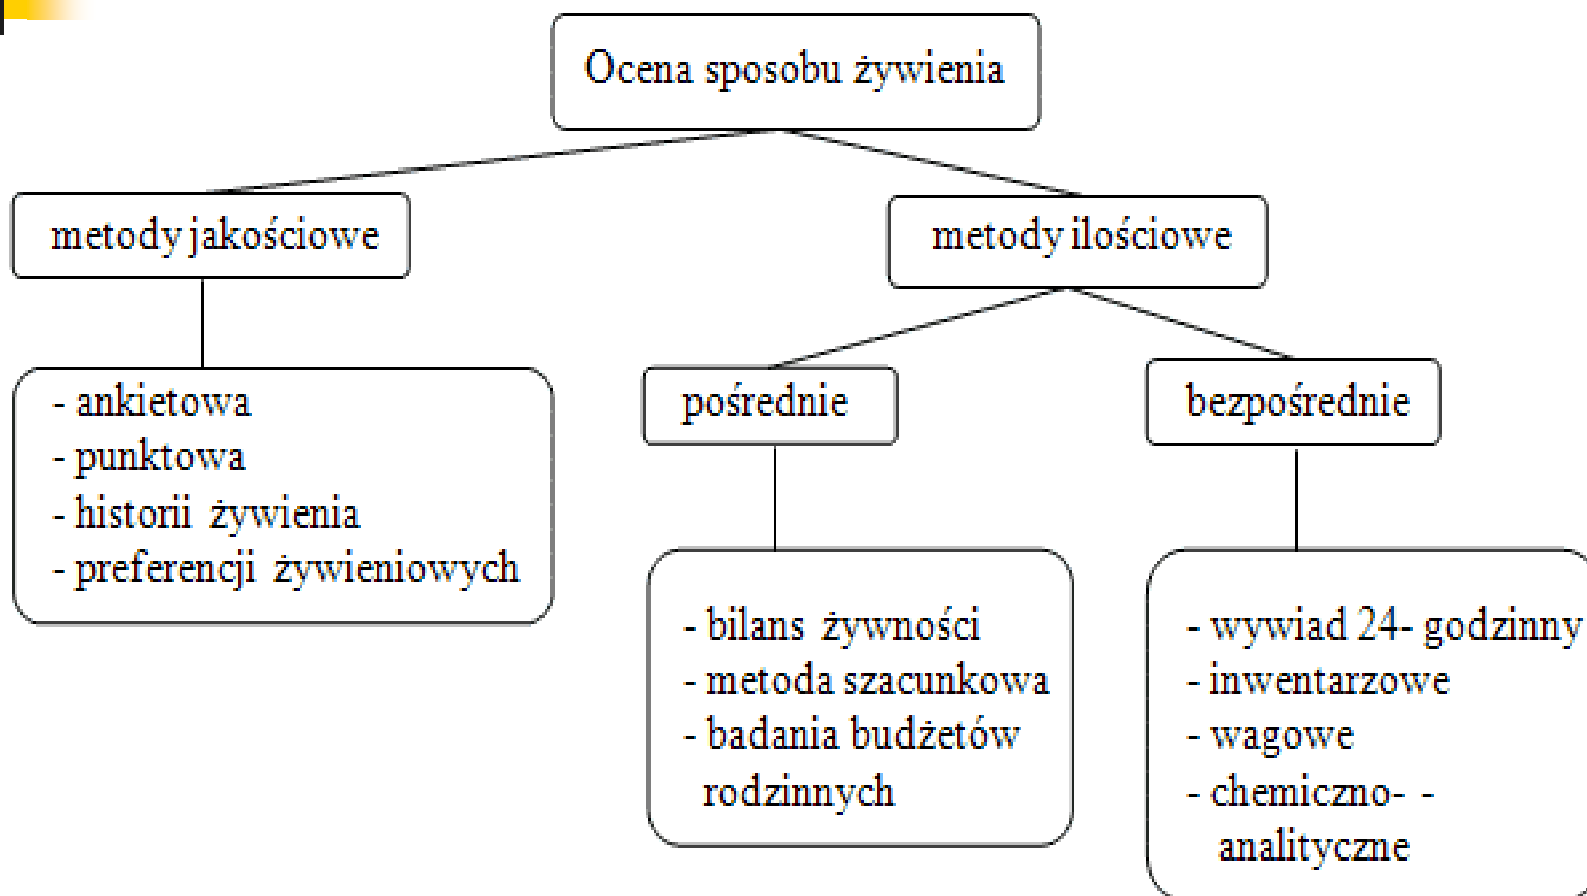 Ocena sposobu żywienia
metody jakościowe
metody ilościowe
- ankietowa
- punktowa
- historii żywienia
- preferencji żywieniowych
pośrednie
bezpośrednie
- bilans żywności
- metoda szacunkowa
- badania budżetów
rodzinnych
- wywiad 24- godzinny
- inwentarzowe
- wagowe
- chemiczno- -
analityczne